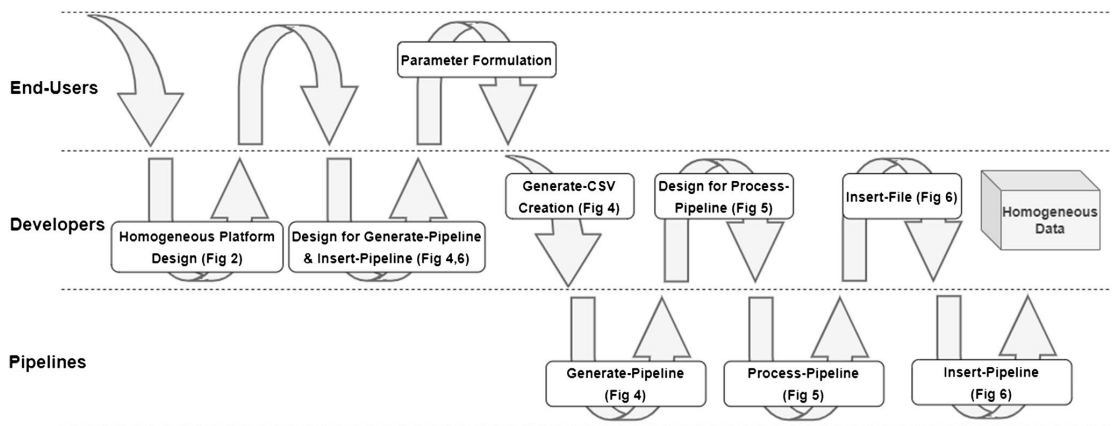 End-Users
Parameter Formulation
Developers
Homogeneous Platform
Design (Fig 2)
Design for Generate-Pipeline
& Insert-Pipeline (Fig 4,6)
Generate-CSV
Creation (Fig 4)
Design for Process-
Pipeline (Fig 5)
Insert-File (Fig 6)
Homogeneous
Data
Pipelines
Generate-Pipeline
(Fig 4)
Process-Pipeline
(Fig 5)
Insert-Pipeline
(Fig 6)